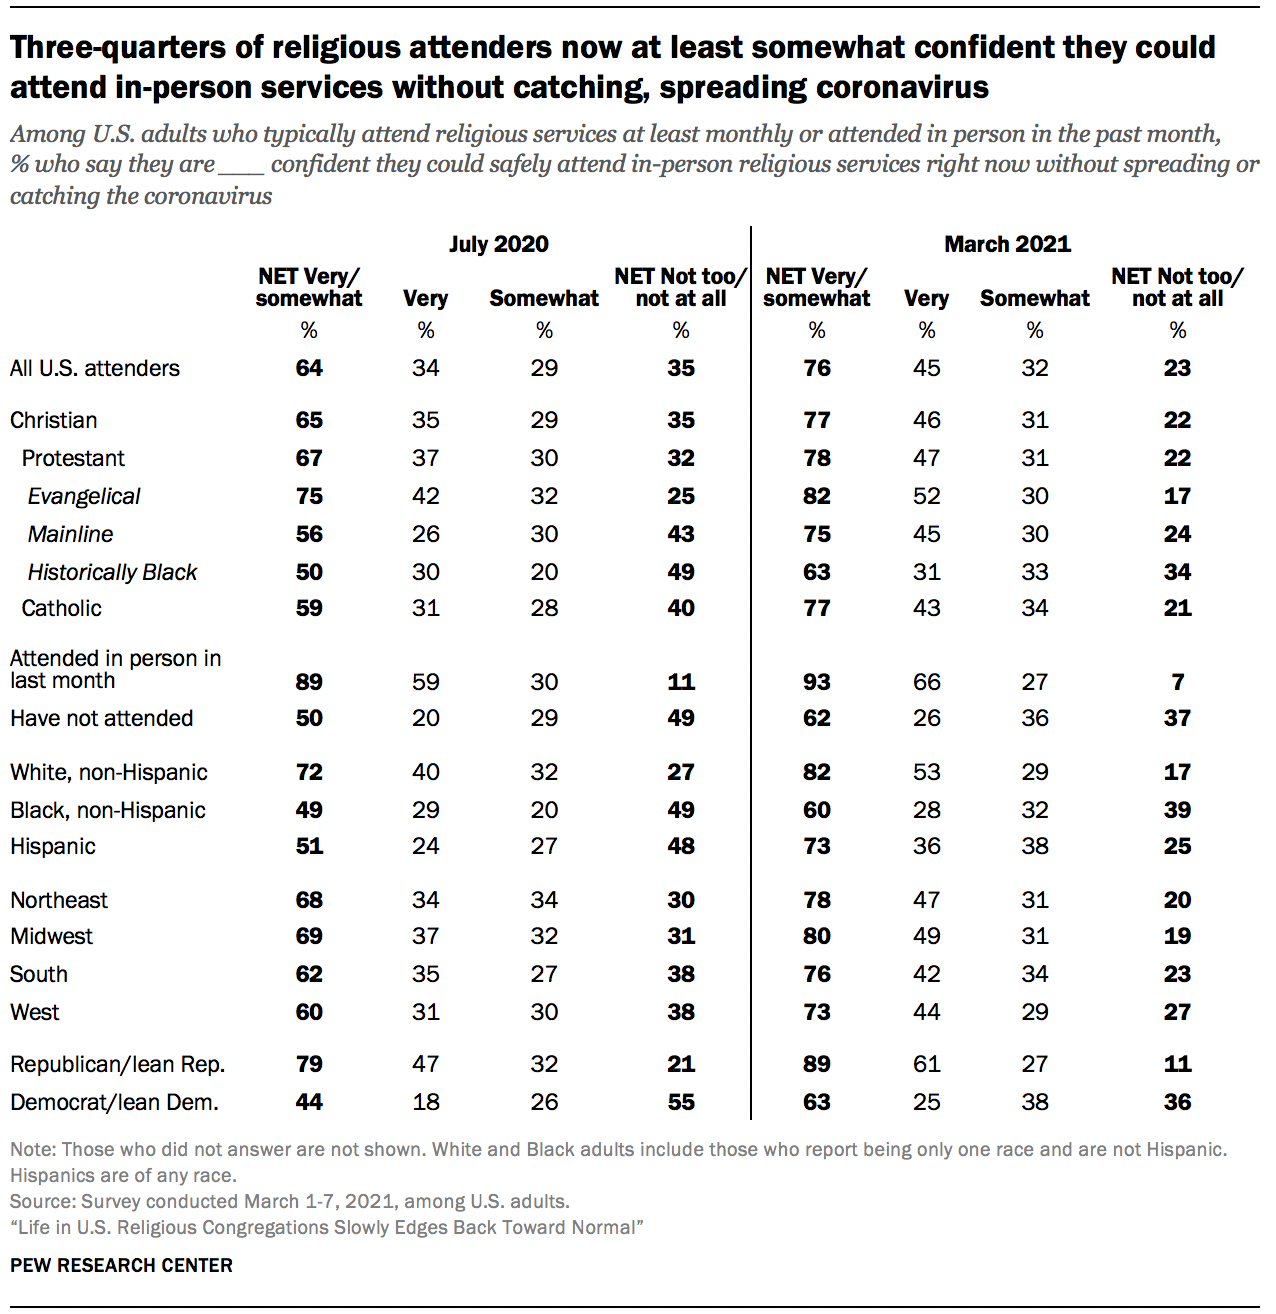 Three-quarters of religious attenders now at least somewhat confident they could
attend in-person services without catching, spreading coronavirus
Among U.S. adults who typically attend religious services at least monthly or attended in person in the past month,
% who say they are ___ confident they could safely attend in-person religious services right now without spreading or
catching the coronavirus
July 2020 March 2021
NET Very/ NET Not too/ NET Very/ NET Not too/
somewhat Very Somewhat not at all somewhat Very Somewhat not at all
% % % % % % % %
All U.S. attenders 64 34 29 35 76 45 32 23
Christian 65 35 29 35 77 46 31 22
Protestant 67 37 30 32 78 47 31 22
Evangelical 75 42 32 25 82 52 30 17
Mainline 56 26 30 43 75 45 30 24
Historically Black 50 30 20 49 63 31 33 34
Catholic 59 31 28 40 77 43 34 21
Attended in person in
last month 89 59 30 11 93 66 27 7
Have not attended 50 20 29 49 62 26 36 37
White, non-Hispanic 72 40 32 27 82 53 29 17
Black, non-Hispanic 49 29 20 49 60 28 32 39
Hispanic 51 24 27 48 73 36 38 25
Northeast 68 34 34 30 78 47 31 20
Midwest 69 37 32 31 80 49 31 19
South 62 35 27 38 76 42 34 23
West 60 31 30 38 73 44 29 27
Republican/lean Rep. 79 47 32 21 89 61 27 11
Democrat/lean Dem. 44 18 26 55 63 25 38 36
Note: Those who did not answer are not shown. White and Black adults include those who report being only one race and are not Hispanic.
Hispanics are of any race.
Source: Survey conducted March 1-7, 2021, among U.S. adults.
“Life in U.S. Religious Congregations Slowly Edges Back Toward Normal”
PEW RESEARCH CENTER